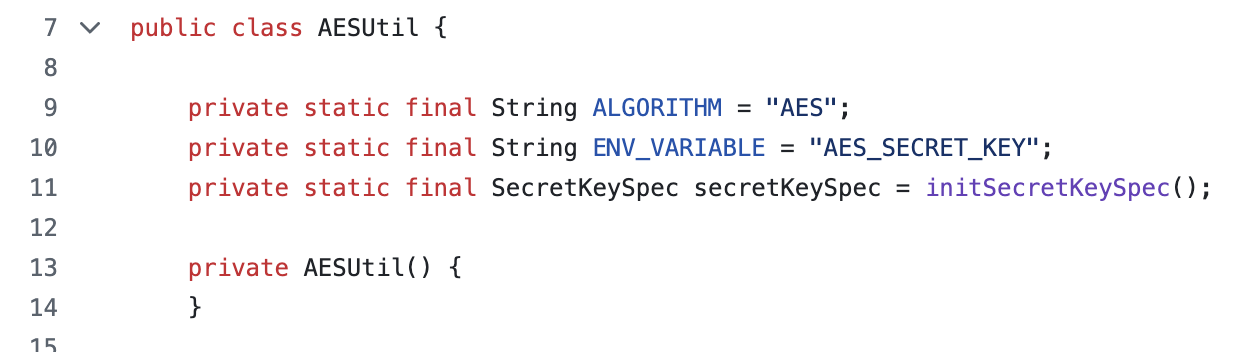 7 public class AESUtil {
8
9 private static final String ALGORITHM = "AES";
10 private static final String ENV_VARIABLE = "AES_SECRET_KEY";
11 private static final SecretKeySpec secretKeySpec = initSecretKeySpec();
12
13 private AESUtil() {
14 }
15